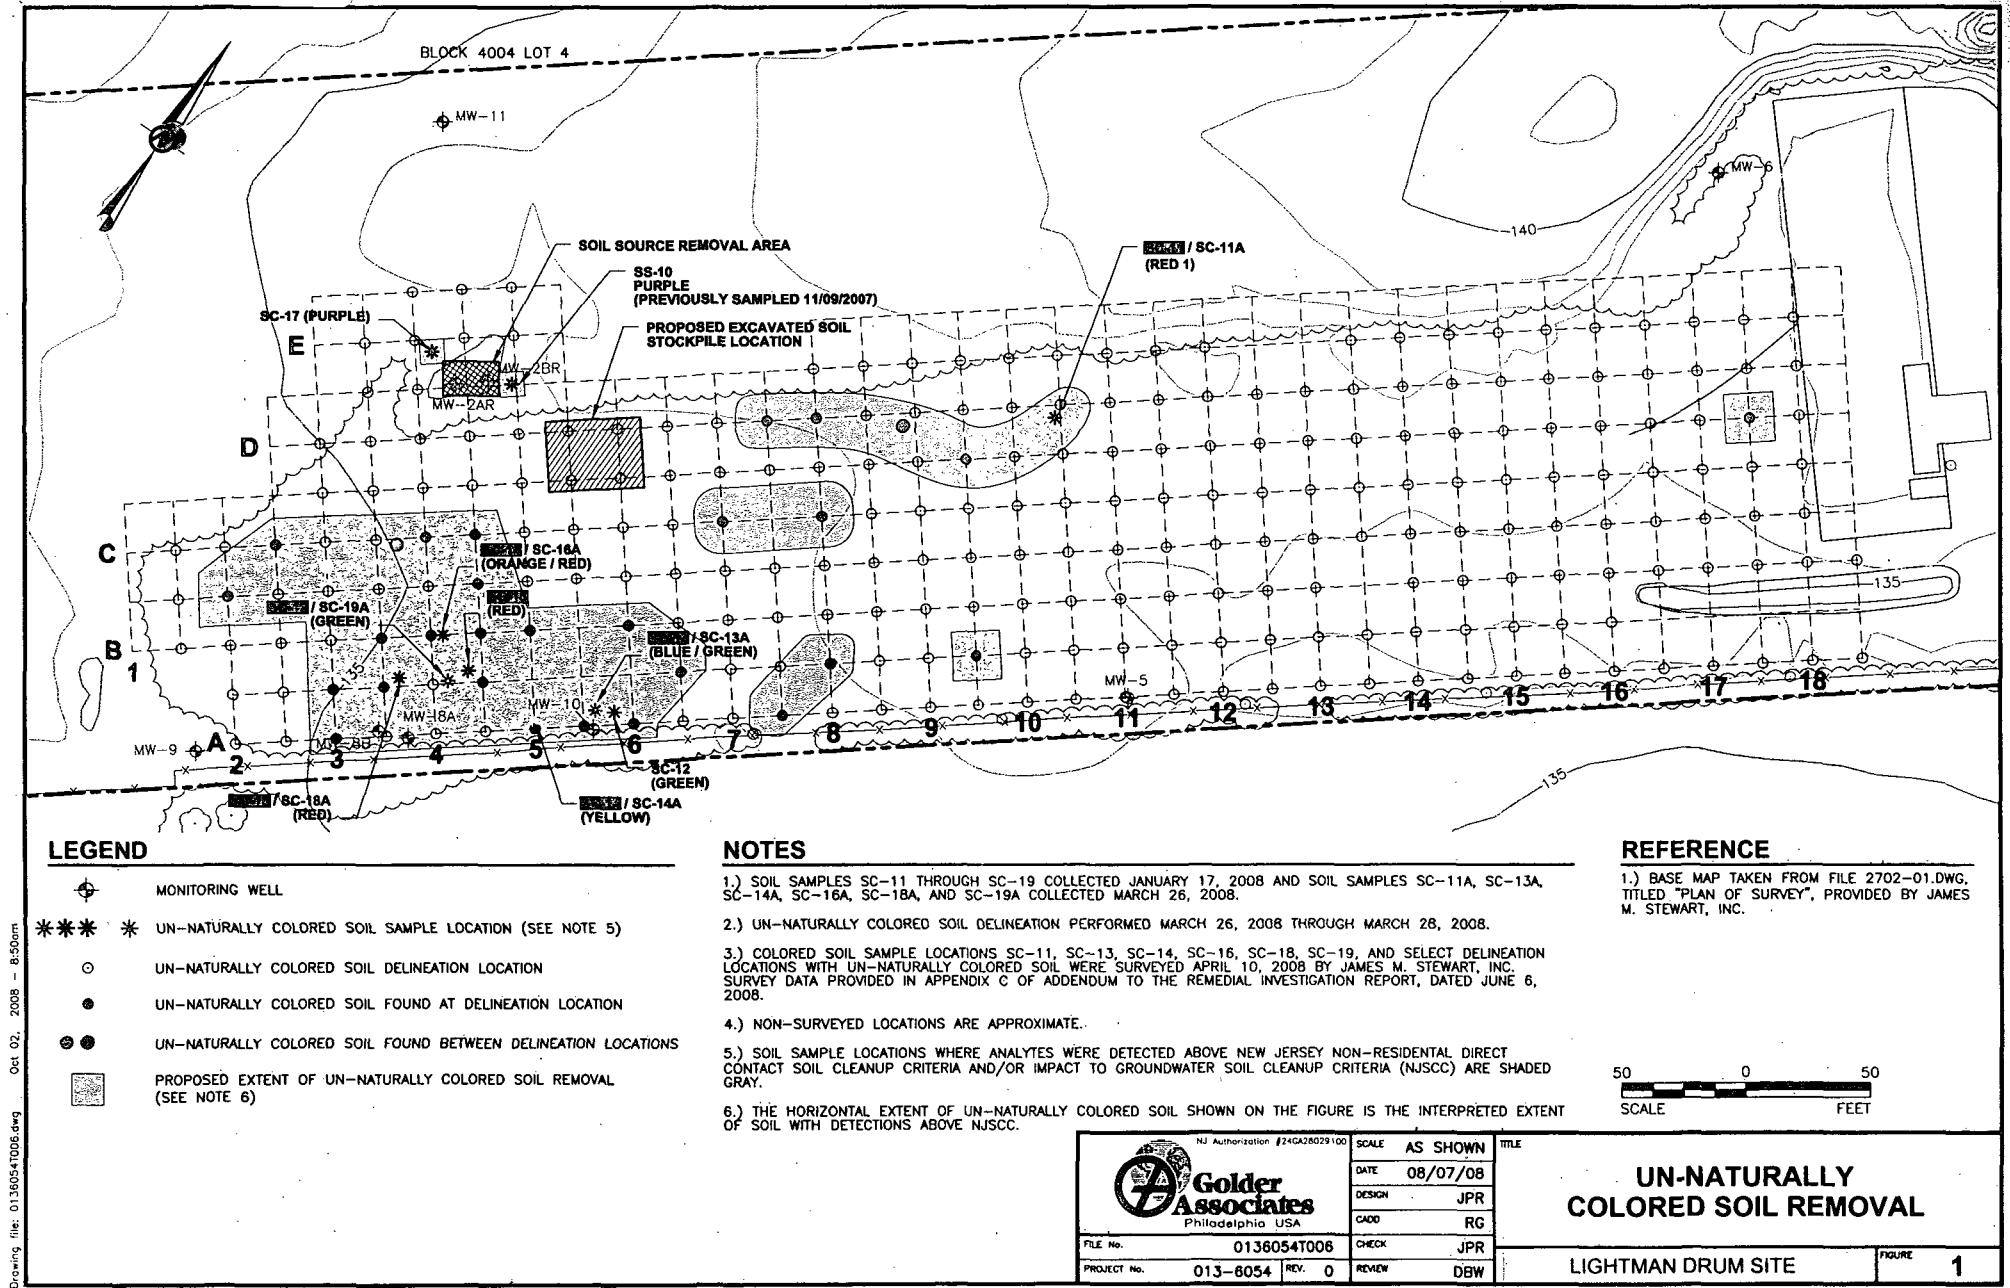 BLOCK 4004 LOT 4
MW-11
MW-6
140
SOIL SOURCE REMOVAL AREA
SS-10
PURPLE
(PREVIOUSLY SAMPLED 11/09/2007)
/ SC-11A
(RED 1)
SC-17 (PURPLE)
PROPOSED EXCAVATED SOIL
STOCKPILE LOCATION
E
MW-2BR
MW-2AR
D
C
/ SC-16A
(ORANGE / RED)
(RED)
/ SC-19A
(GREEN)
/ SC-13A
(BLUE / GREEN)
135
B
1
135
MW-5
MW-18A
MW-10
MW-9
A
2
3
4
5
6
7
8
9
10
11
12
13
14
15
16
17
18
SC-12
(GREEN)
135
/ SC-18A
(RED)
/ SC-14A
(YELLOW)
LEGEND
MONITORING WELL
UN-NATURALLY COLORED SOIL SAMPLE LOCATION (SEE NOTE 5)
UN-NATURALLY COLORED SOIL DELINEATION LOCATION
UN-NATURALLY COLORED SOIL FOUND AT DELINEATION LOCATION
UN-NATURALLY COLORED SOIL FOUND BETWEEN DELINEATION LOCATIONS
PROPOSED EXTENT OF UN-NATURALLY COLORED SOIL REMOVAL
(SEE NOTE 6)
NOTES
1.) SOIL SAMPLES SC-11 THROUGH SC-19 COLLECTED JANUARY 17, 2008 AND SOIL SAMPLES SC-11A, SC-13A,
SC-14A, SC-16A, SC-18A, AND SC-19A COLLECTED MARCH 26, 2008.
2.) UN-NATURALLY COLORED SOIL DELINEATION PERFORMED MARCH 26, 2008 THROUGH MARCH 28, 2008.
3.) COLORED SOIL SAMPLE LOCATIONS SC-11, SC-13, SC-14, SC-16, SC-18, SC-19, AND SELECT DELINEATION
LOCATIONS WITH UN-NATURALLY COLORED SOIL WERE SURVEYED APRIL 10, 2008 BY JAMES M. STEWART, INC.
SURVEY DATA PROVIDED IN APPENDIX C OF ADDENDUM TO THE REMEDIAL INVESTIGATION REPORT, DATED JUNE 6,
2008.
4.) NON-SURVEYED LOCATIONS ARE APPROXIMATE.
5.) SOIL SAMPLE LOCATIONS WHERE ANALYTES WERE DETECTED ABOVE NEW JERSEY NON-RESIDENTIAL DIRECT
CONTACT SOIL CLEANUP CRITERIA AND/OR IMPACT TO GROUNDWATER SOIL CLEANUP CRITERIA (NJSCC) ARE SHADED
GRAY.
6.) THE HORIZONTAL EXTENT OF UN-NATURALLY COLORED SOIL SHOWN ON THE FIGURE IS THE INTERPRETED EXTENT
OF SOIL WITH DETECTIONS ABOVE NJSCC.
REFERENCE
1.) BASE MAP TAKEN FROM FILE 2702-01.DWG,
TITLED "PLAN OF SURVEY", PROVIDED BY JAMES
M. STEWART, INC.
50 0 50
SCALE FEET
NJ Authorization #24GA28029100
Golder
Associates
Philadelphia USA
SCALE AS SHOWN
DATE 08/07/08
DESIGN JPR
CADD RG
FILE No. 0136054T006
CHECK JPR
PROJECT No. 013-6054 REV. 0
REVIEW DBW
TITLE
UN-NATURALLY
COLORED SOIL REMOVAL
LIGHTMAN DRUM SITE
FIGURE 1
Drawing file: 0136054T006.dwg Oct 02, 2008 - 8:50am